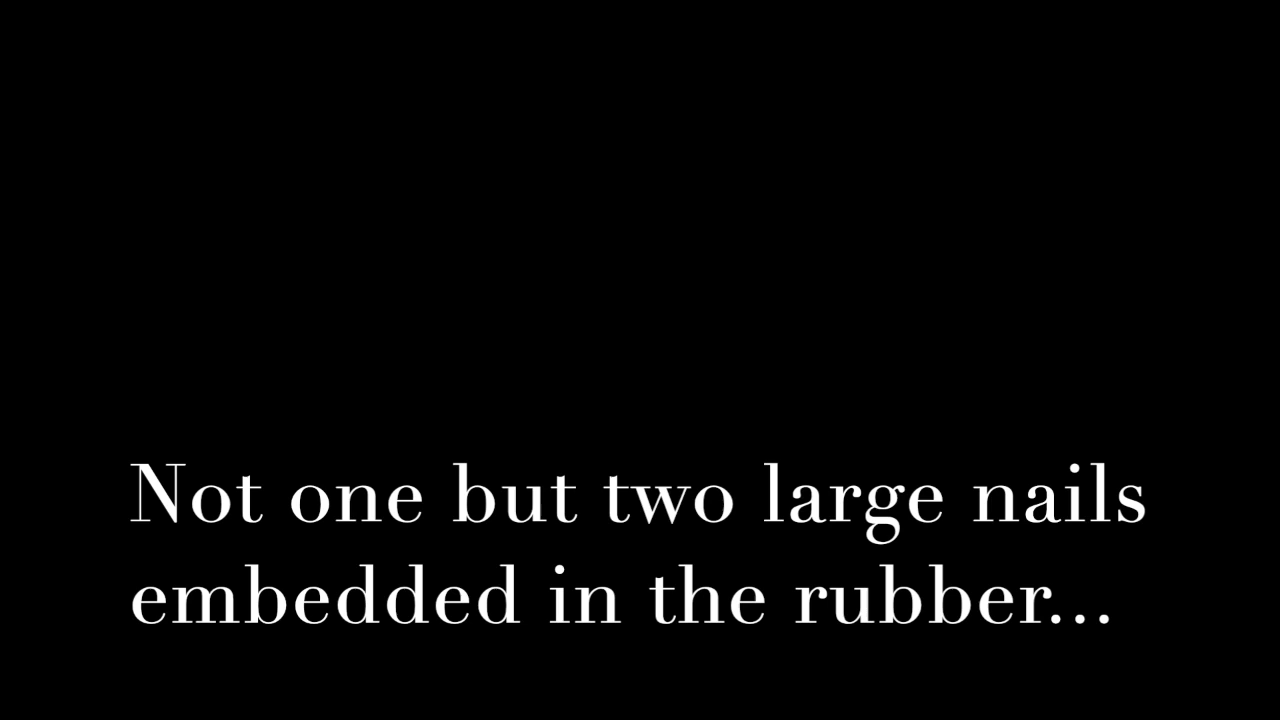 Not one but two large nails
embedded in the rubber...